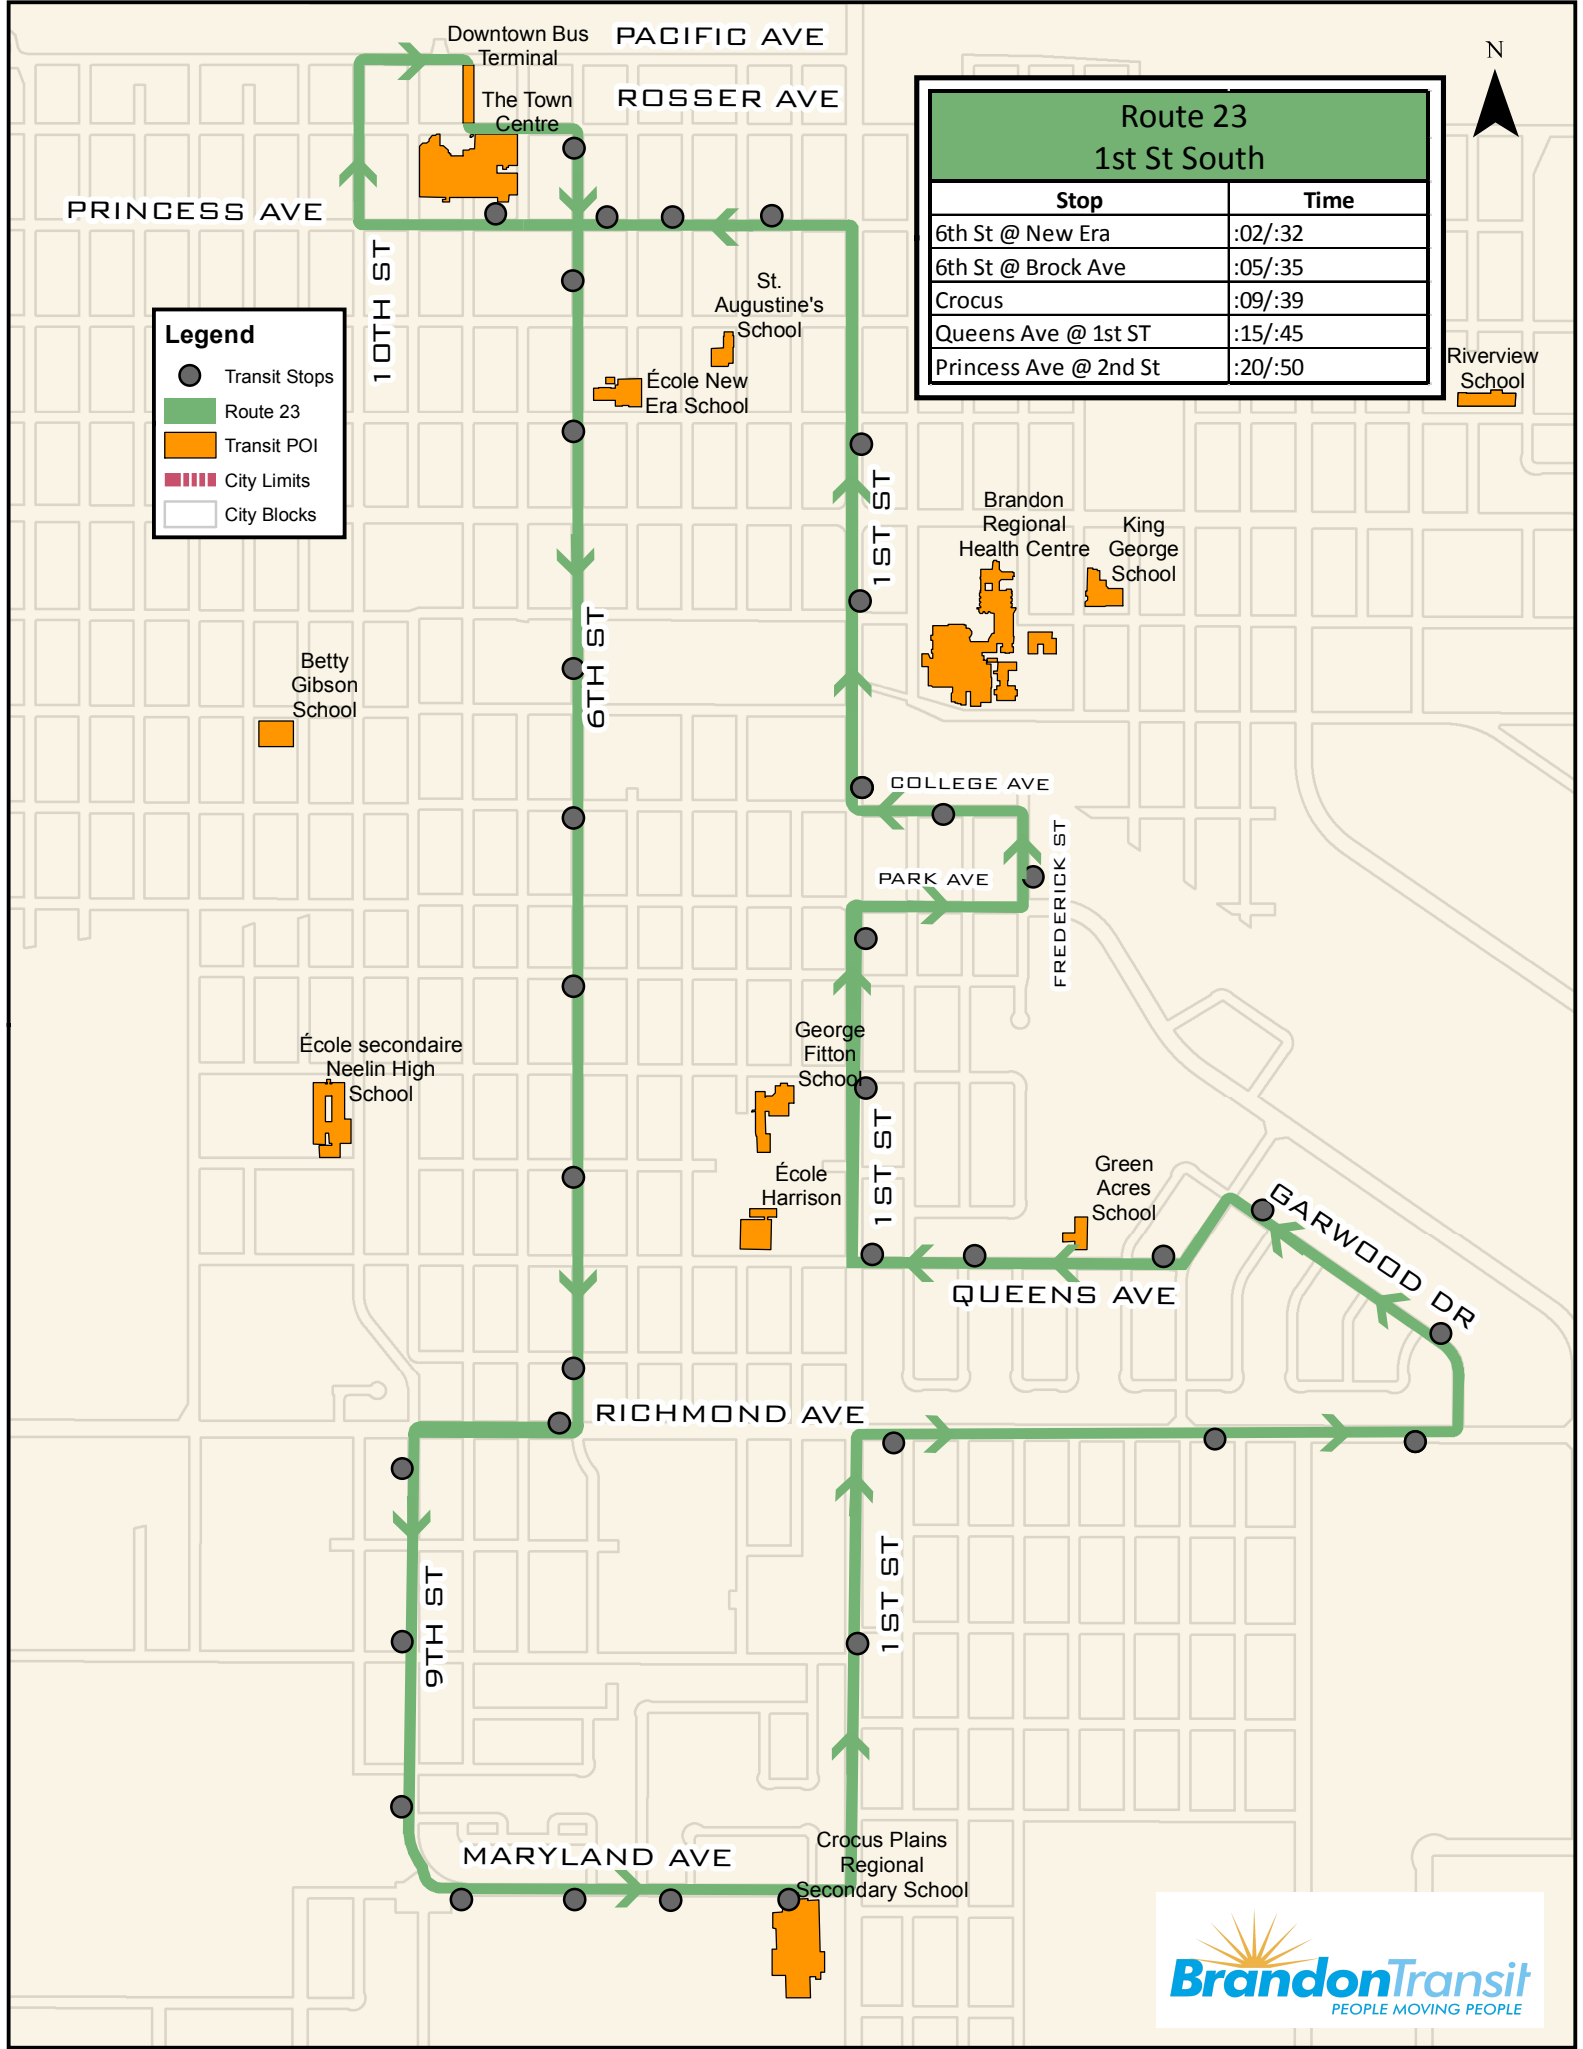 Downtown Bus
Terminal
PACIFIC AVE
ROSSER AVE
The Town
Centre
N
Route 23
1st St South
Stop Time
6th St @ New Era :02/:32
6th St @ Brock Ave :05/:35
Crocus :09/:39
Queens Ave @ 1st ST :15/:45
Princess Ave @ 2nd St :20/:50
PRINCESS AVE
10TH ST
St.
Augustine's
School
École New
Era School
Riverview
School
Legend
Transit Stops
Route 23
Transit POI
City Limits
City Blocks
1ST ST
Brandon
Regional
Health Centre
King
George
School
6TH ST
Betty
Gibson
School
COLLEGE AVE
PARK AVE
FREDERICK ST
École secondaire
Neelin High
School
George
Fitton
School
École
Harrison
1ST ST
Green
Acres
School
GARWOOD DR
QUEENS AVE
RICHMOND AVE
9TH ST
1ST ST
MARYLAND AVE
Crocus Plains
Regional
Secondary School
BrandonTransit
PEOPLE MOVING PEOPLE